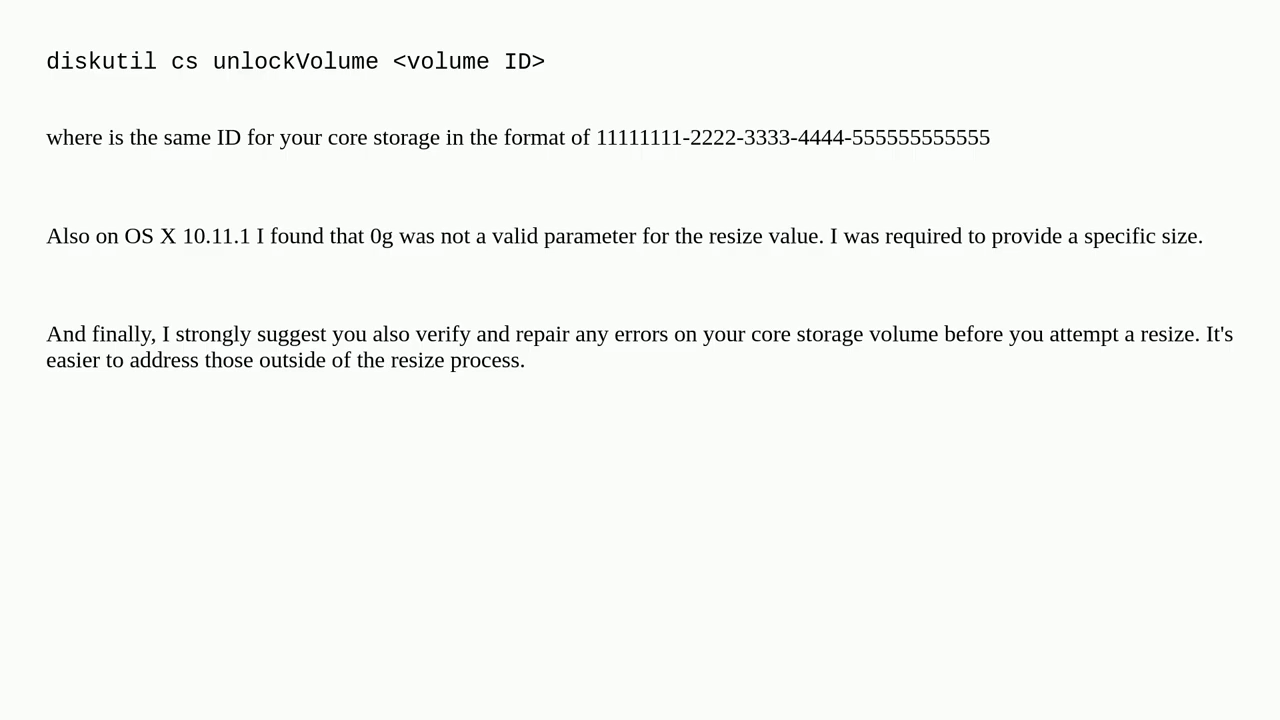 diskutil cs unlockVolume <volume ID>
where is the same ID for your core storage in the format of 11111111-2222-3333-4444-555555555555
Also on OS X 10.11.1 I found that 0g was not a valid parameter for the resize value. I was required to provide a specific size.
And finally, I strongly suggest you also verify and repair any errors on your core storage volume before you attempt a resize. It's
easier to address those outside of the resize process.